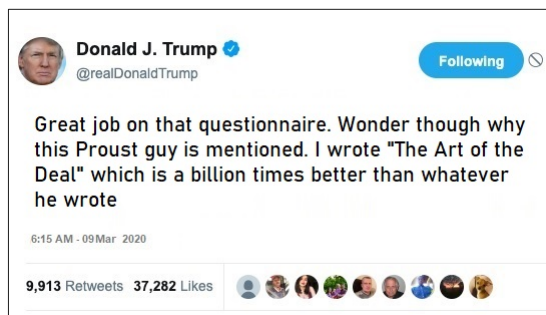 Donald J. Trump
@realDonaldTrump
Following
Great job on that questionnaire. Wonder though why
this Proust guy is mentioned. I wrote "The Art of the
Deal" which is a billion times better than whatever
he wrote
6:15 AM - 09Mar 2020
9,913 Retweets 37,282 Likes